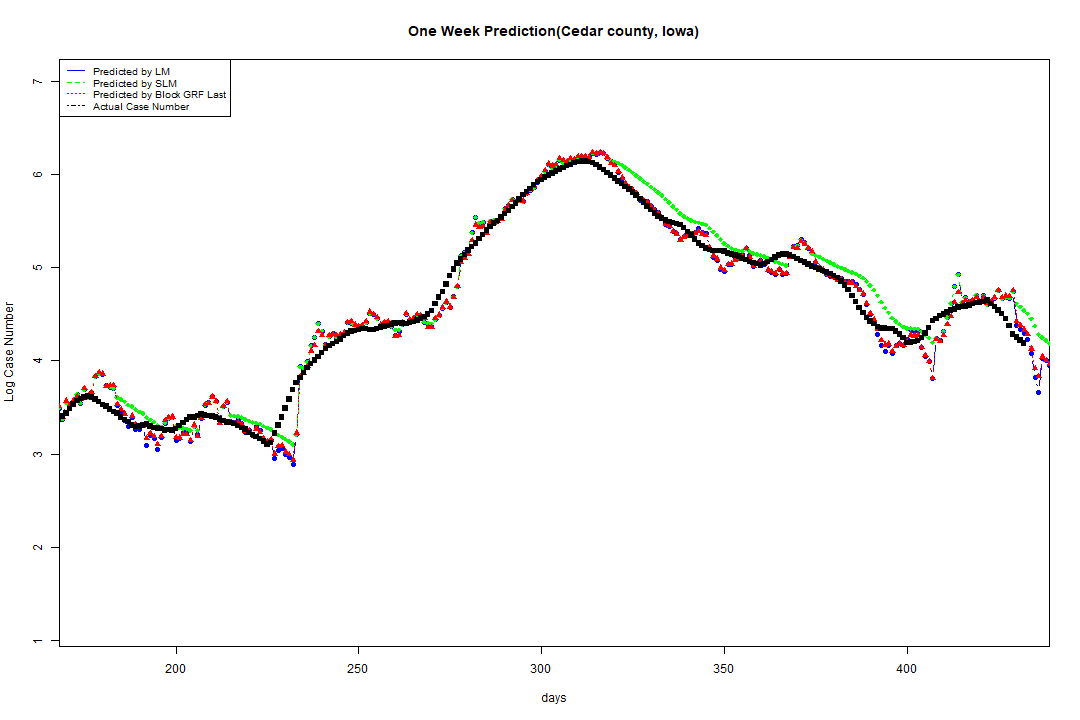 One Week Prediction(Cedar county, Iowa)
Predicted by LM
Predicted by SLM
Predicted by Block GRF Last
Actual Case Number
7
6
5
4
3
2
1
Log Case Number
200 250 300 350 400
days